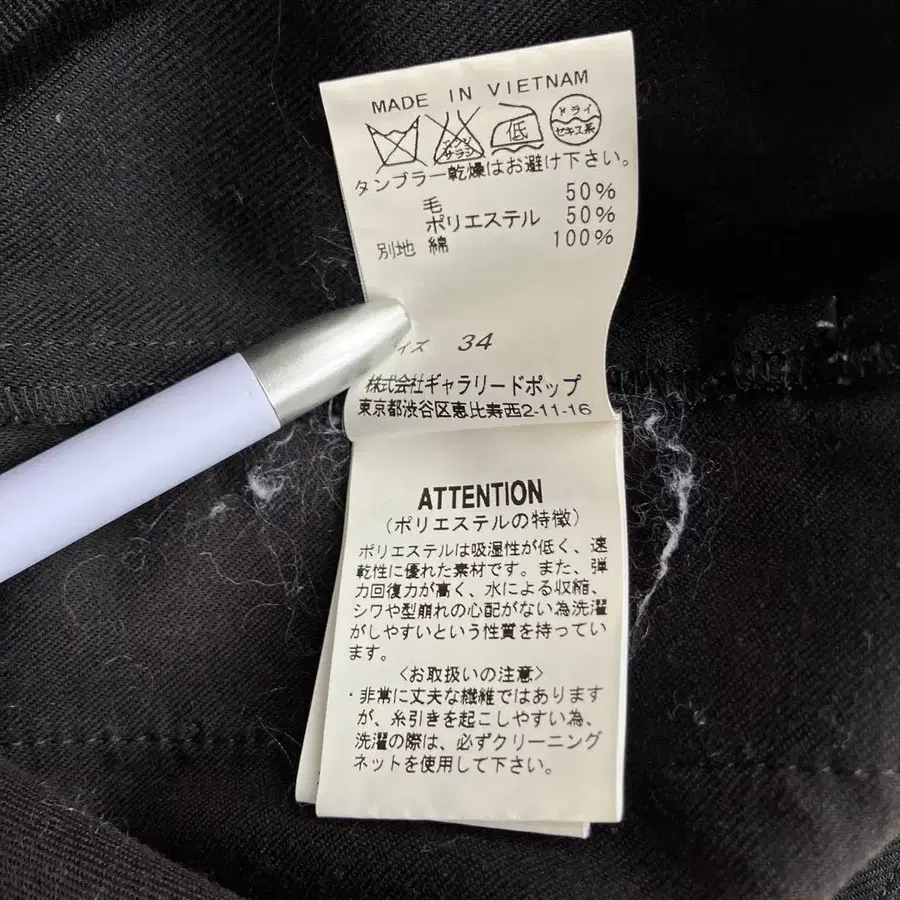 MADE IN VIETNAM
エンソ サラシ 低 ドライ セキユ系
タンブラー乾燥はお避け下さい。
毛 50%
ポリエステル 50%
別地 綿 100%
イズ 34
株式会社ギャラリードポップ
東京都渋谷区恵比寿西2-11-16
ATTENTION
(ポリエステルの特徴)
ポリエステルは吸湿性が低く、速
乾性に優れた素材です。また、弾
力回復力が高く、水による収縮、
シワや型崩れの心配がない為洗濯
がしやすいという性質を持ってい
ます。
<お取扱いの注意>
・非常に丈夫な繊維ではあります
が、糸引きを起こしやすい為、
洗濯の際は、必ずクリーニング
ネットを使用して下さい。